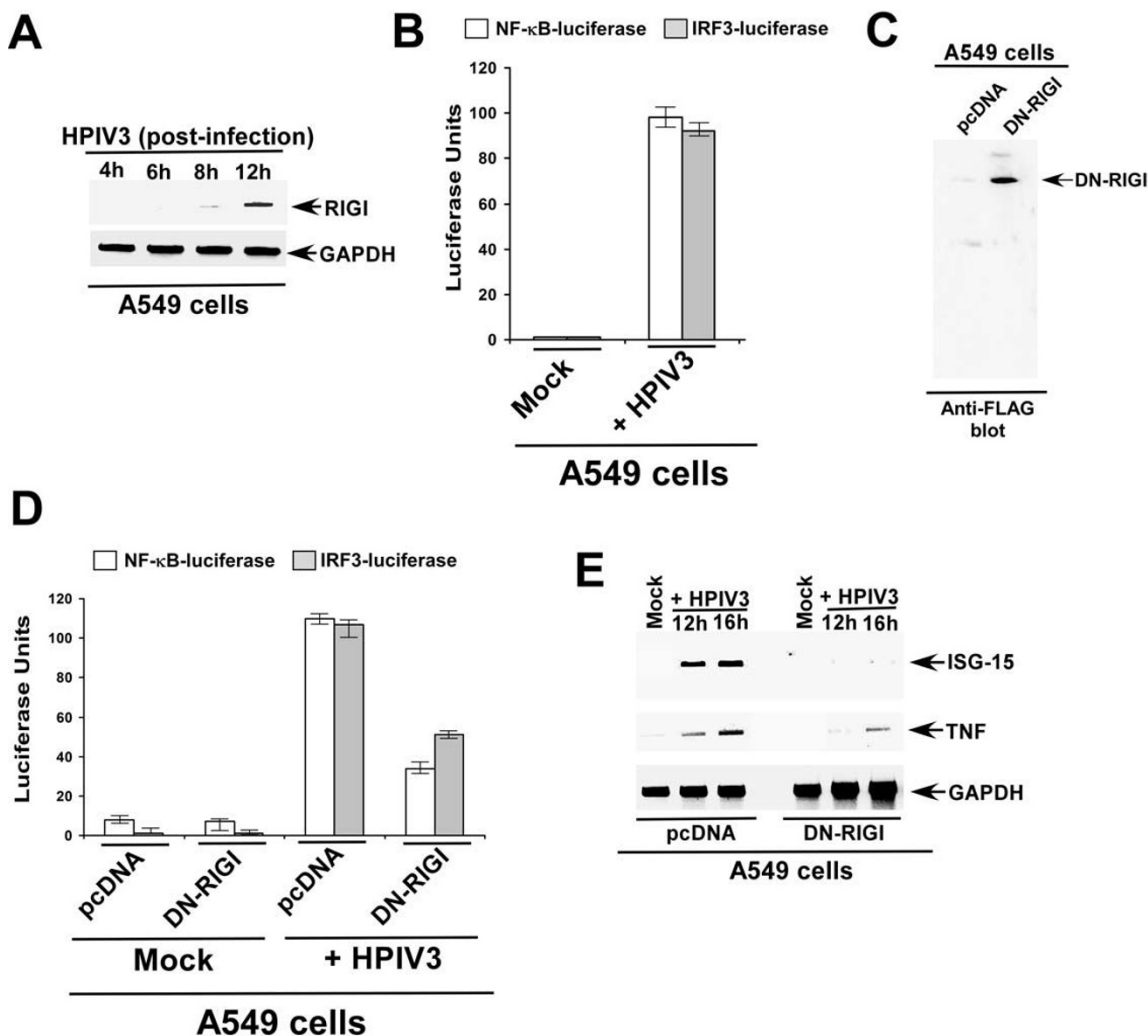 A
HPIV3 (post-infection)
4h 6h 8h 12h
RIGI
GAPDH
A549 cells
B
NF-κB-luciferase IRF3-luciferase
Luciferase Units
120
100
80
60
40
20
0
Mock
+ HPIV3
A549 cells
C
A549 cells
pcDNA DN-RIGI
DN-RIGI
Anti-FLAG
blot
D
NF-κB-luciferase IRF3-luciferase
Luciferase Units
120
100
80
60
40
20
0
pcDNA DN-RIGI pcDNA DN-RIGI
Mock + HPIV3
A549 cells
E
Mock + HPIV3 Mock + HPIV3
12h 16h 12h 16h
ISG-15
TNF
GAPDH
pcDNA DN-RIGI
A549 cells